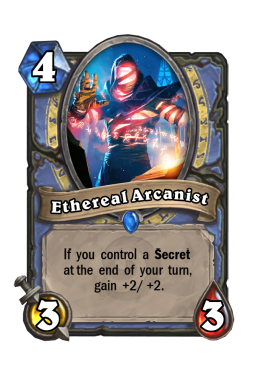 4
Ethereal Arcanist
If you control a Secret
at the end of your turn,
gain +2/ +2.
3 3